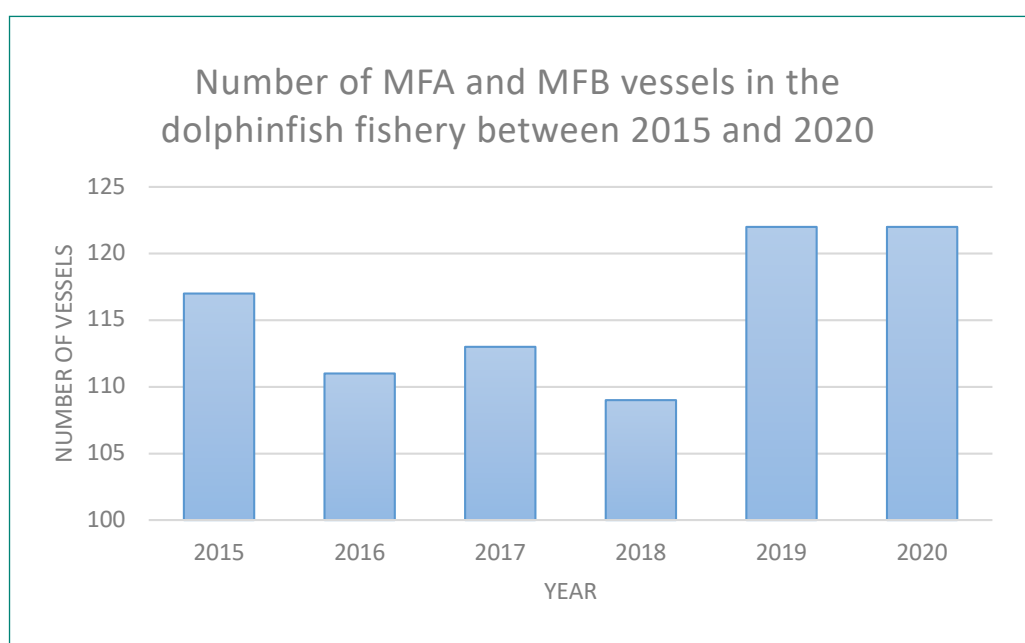 Number of MFA and MFB vessels in the
dolphinfish fishery between 2015 and 2020
125
120
115
110
105
100
NUMBER OF VESSELS
2015 2016 2017 2018 2019 2020
YEAR